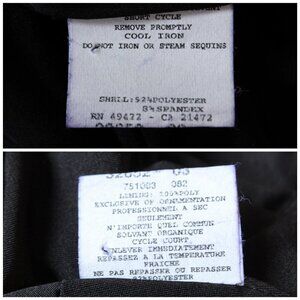 SHORT CYCLE
REMOVE PROMPTLY
COOL IRON
DO NOT IRON OR STEAM SEQUINS
SHELL:92%POLYESTER
8%SPANDEX
RN 49472 - CA 21472
751003 082
LINING: 100%POLY
EXCLUSIVE OF ORNAMENTATION
PROFESSIONNEL A SEC
SEULEMENT
N'IMPORTE QUEL COMMUN
SOLVANT ORGANIQUE
CYCLE COURT
ENLEVER IMMEDIATEMENT
REPASSEZ A LA TEMPERATURE
FRAICHE
NE PAS REPASSER OU REPASSER
92%POLYESTER